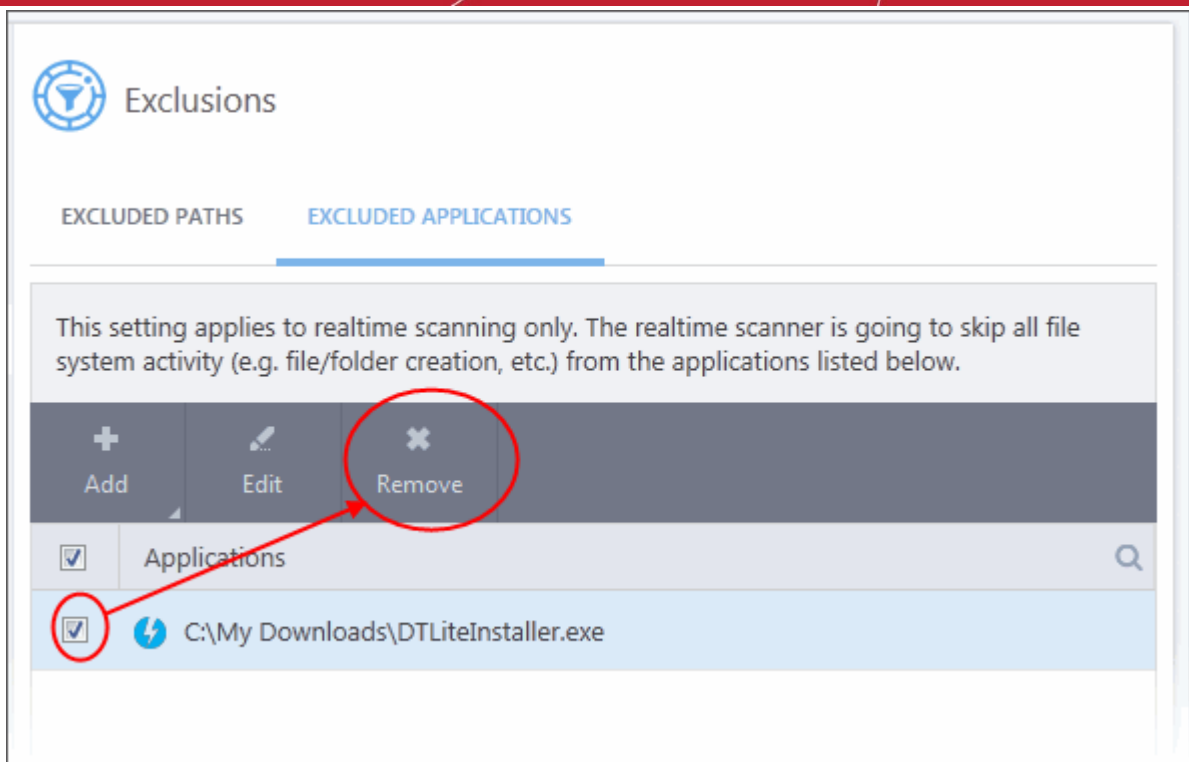 Exclusions
EXCLUDED PATHS EXCLUDED APPLICATIONS
This setting applies to realtime scanning only. The realtime scanner is going to skip all file
system activity (e.g. file/folder creation, etc.) from the applications listed below.
Add Edit Remove
Applications
C:\My Downloads\DTLiteInstaller.exe